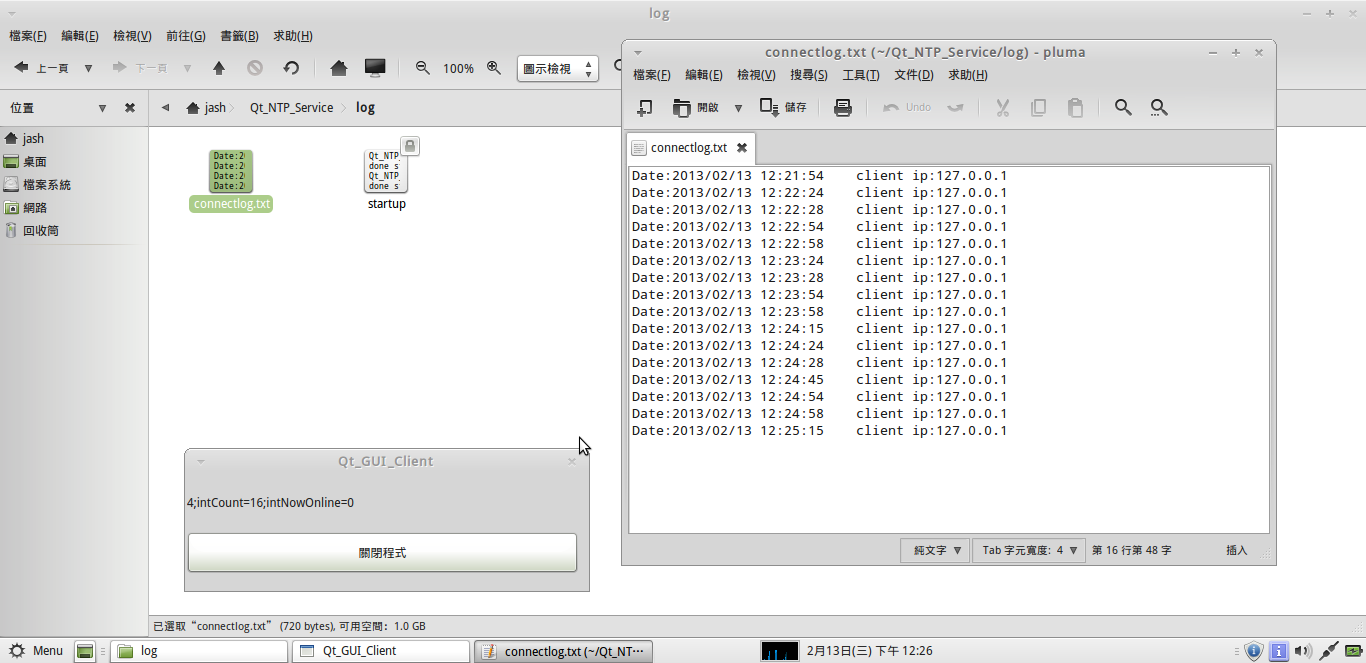 log
檔案(F) 編輯(E) 檢視(V) 前往(G) 書籤(B) 求助(H)
上一頁 下一頁 100% 圖示檢視
位置
jash Qt_NTP_Service log
jash
桌面
檔案系統
網路
回收筒
Date:2
Date:2
Date:2
Date:2
connectlog.txt
Qt_NTP_
done s
Qt_NTP_
done s
startup
connectlog.txt (~/Qt_NTP_Service/log) - pluma
檔案(F) 編輯(E) 檢視(V) 搜尋(S) 工具(T) 文件(D) 求助(H)
開啟 儲存 Undo
connectlog.txt
Date:2013/02/13 12:21:54 client ip:127.0.0.1
Date:2013/02/13 12:22:24 client ip:127.0.0.1
Date:2013/02/13 12:22:28 client ip:127.0.0.1
Date:2013/02/13 12:22:54 client ip:127.0.0.1
Date:2013/02/13 12:22:58 client ip:127.0.0.1
Date:2013/02/13 12:23:24 client ip:127.0.0.1
Date:2013/02/13 12:23:28 client ip:127.0.0.1
Date:2013/02/13 12:23:54 client ip:127.0.0.1
Date:2013/02/13 12:23:58 client ip:127.0.0.1
Date:2013/02/13 12:24:15 client ip:127.0.0.1
Date:2013/02/13 12:24:24 client ip:127.0.0.1
Date:2013/02/13 12:24:28 client ip:127.0.0.1
Date:2013/02/13 12:24:45 client ip:127.0.0.1
Date:2013/02/13 12:24:54 client ip:127.0.0.1
Date:2013/02/13 12:24:58 client ip:127.0.0.1
Date:2013/02/13 12:25:15 client ip:127.0.0.1
純文字 Tab 字元寬度: 4 第 16 行第 48 字 插入
Qt_GUI_Client
4;intCount=16;intNowOnline=0
關閉程式
已選取“connectlog.txt” (720 bytes), 可用空間: 1.0 GB
Menu log Qt_GUI_Client connectlog.txt (~/Qt_NT⋯ 2月13日(三) 下午 12:26